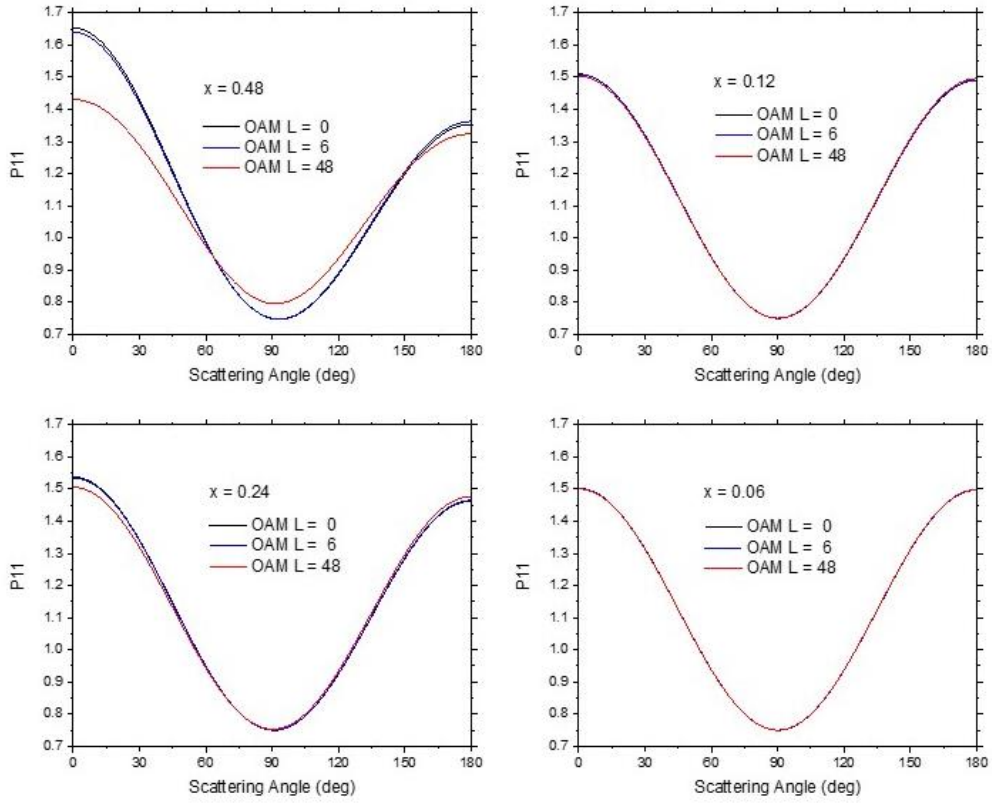 1.7
1.6
1.5
1.4
1.3
1.2
1.1
1.0
0.9
0.8
0.7
P11
x = 0.48
OAM L = 0
OAM L = 6
OAM L = 48
0 30 60 90 120 150 180
Scattering Angle (deg)
1.7
1.6
1.5
1.4
1.3
1.2
1.1
1.0
0.9
0.8
0.7
P11
x = 0.12
OAM L = 0
OAM L = 6
OAM L = 48
0 30 60 90 120 150 180
Scattering Angle (deg)
1.7
1.6
1.5
1.4
1.3
1.2
1.1
1.0
0.9
0.8
0.7
P11
x = 0.24
OAM L = 0
OAM L = 6
OAM L = 48
0 30 60 90 120 150 180
Scattering Angle (deg)
1.7
1.6
1.5
1.4
1.3
1.2
1.1
1.0
0.9
0.8
0.7
P11
x = 0.06
OAM L = 0
OAM L = 6
OAM L = 48
0 30 60 90 120 150 180
Scattering Angle (deg)